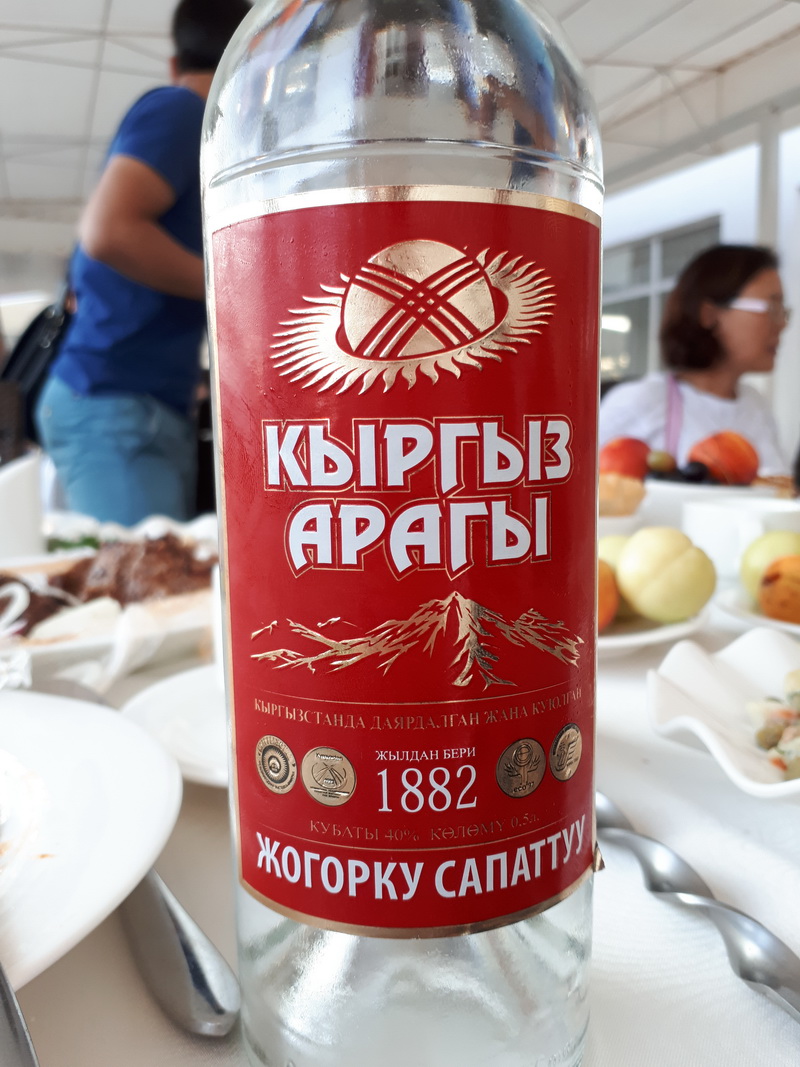 КЫРГЫЗ
АРАГЫ
КЫРГЫЗСТАНДА ДАЯРДАЛГАН ЖАНА КУЮЛГАН
ЖЫЛДАН БЕРИ
1882
КУБАТЫ 40% КӨЛӨМҮ 0.5л.
ЖОГОРКУ САПАТТУУ